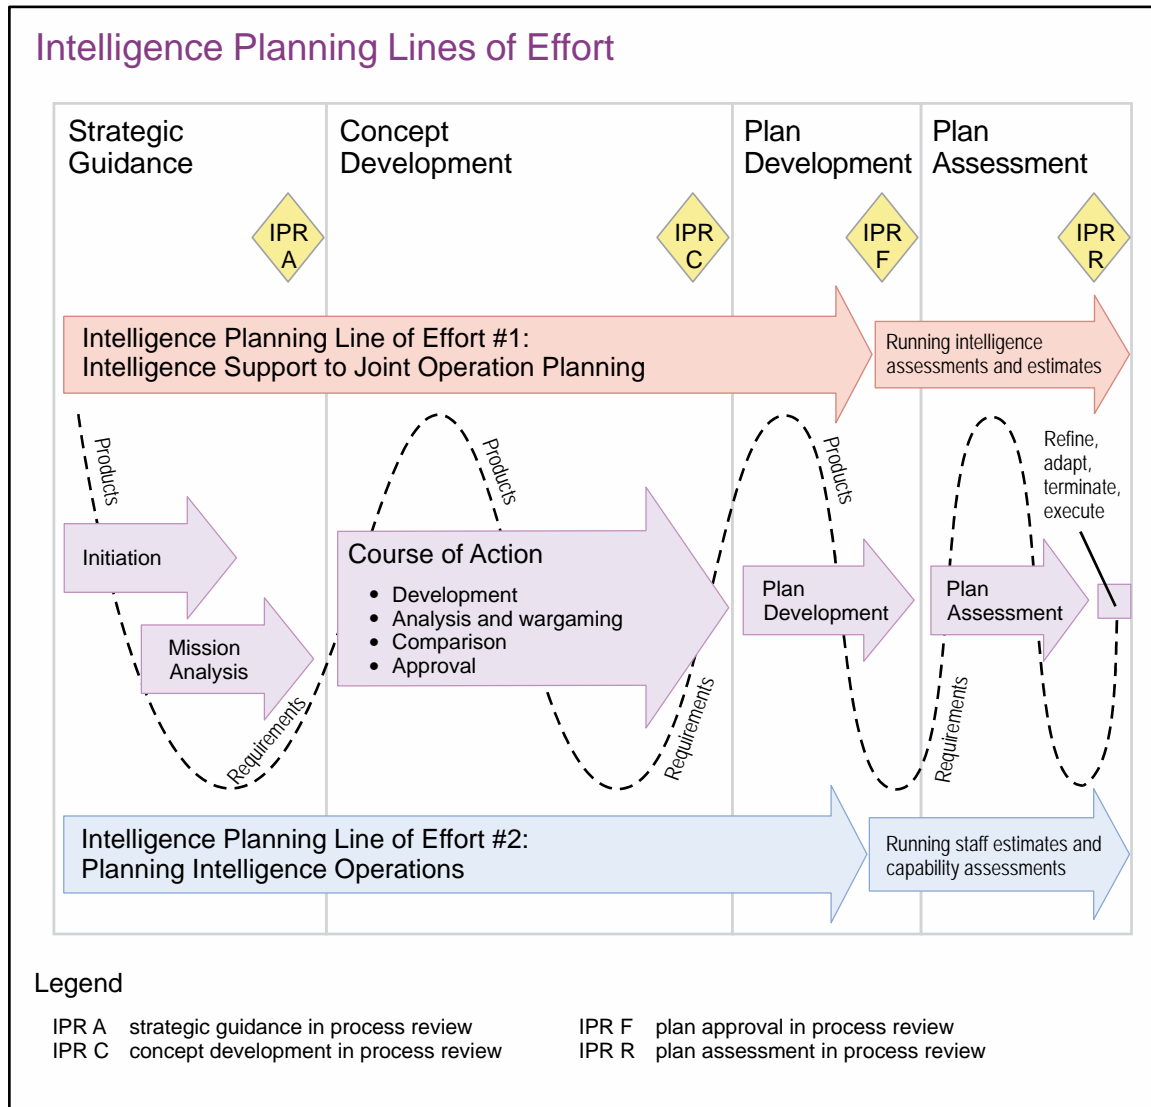 Intelligence Planning Lines of Effort
Strategic
Guidance
Concept
Development
Plan
Development
Plan
Assessment
IPR
A
IPR
C
IPR
F
IPR
R
Intelligence Planning Line of Effort #1:
Intelligence Support to Joint Operation Planning
Running intelligence
assessments and estimates
Products
Products
Products
Refine,
adapt,
terminate,
execute
Initiation
Mission
Analysis
Course of Action
• Development
• Analysis and wargaming
• Comparison
• Approval
Plan
Development
Plan
Assessment
Requirements
Requirements
Requirements
Intelligence Planning Line of Effort #2:
Planning Intelligence Operations
Running staff estimates and
capability assessments
Legend
IPR A strategic guidance in process review
IPR C concept development in process review
IPR F plan approval in process review
IPR R plan assessment in process review